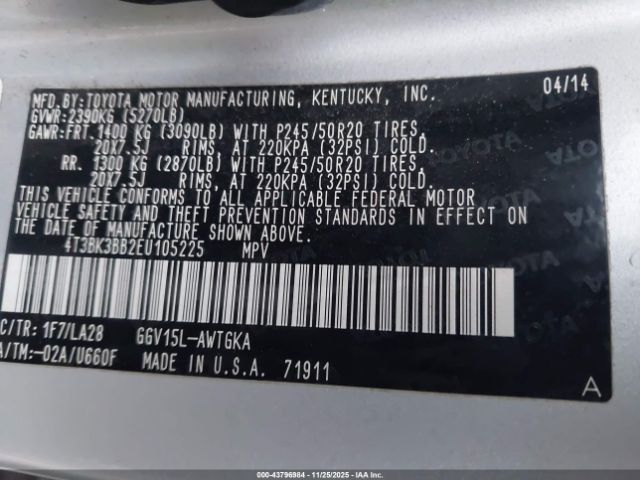 MFD.BY:TOYOTA MOTOR MANUFACTURING, KENTUCKY, INC. 04/14
GVWR:2390KG (5270LB)
GAWR:FRT.1400 KG (3090LB) WITH P245/50R20 TIRES,
20X7.5J RIMS, AT 220KPA (32PSI) COLD.
RR. 1300 KG (2870LB) WITH P245/50R20 TIRES,
20X7.5J RIMS, AT 220KPA (32PSI) COLD.
THIS VEHICLE CONFORMS TO ALL APPLICABLE FEDERAL MOTOR
VEHICLE SAFETY AND THEFT PREVENTION STANDARDS IN EFFECT ON
THE DATE OF MANUFACTURE SHOWN ABOVE.
4T3BK3BB2EU105225 MPV
C/TR: 1F7/LA28 GGV15L-AWTGKA
A/TM:-02A/U660F MADE IN U.S.A. 71911
A
000-43796984 - 11/25/2025 - IAAI.COM